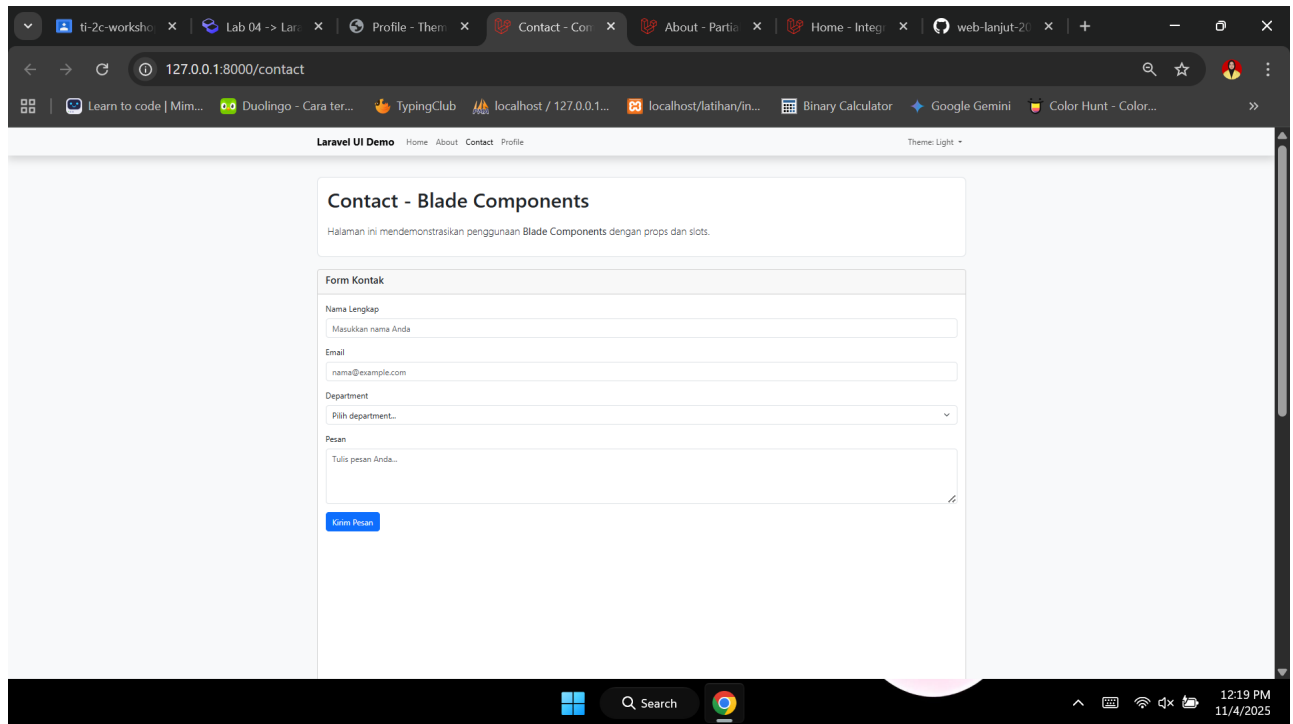 ti-2c-worksho
Lab 04 -> Lara
Profile - Them
Contact - Com
About - Partia
Home - Integr
web-lanjut-20
127.0.0.1:8000/contact
Learn to code | Mim...
Duolingo - Cara ter...
TypingClub
localhost / 127.0.0.1...
localhost/latihan/in...
Binary Calculator
Google Gemini
Color Hunt - Color...
Laravel UI Demo Home About Contact Profile Theme: Light
Contact - Blade Components
Halaman ini mendemonstrasikan penggunaan Blade Components dengan props dan slots.
Form Kontak
Nama Lengkap
Masukkan nama Anda
Email
nama@example.com
Department
Pilih department...
Pesan
Tulis pesan Anda...
Kirim Pesan
Search
12:19 PM
11/4/2025